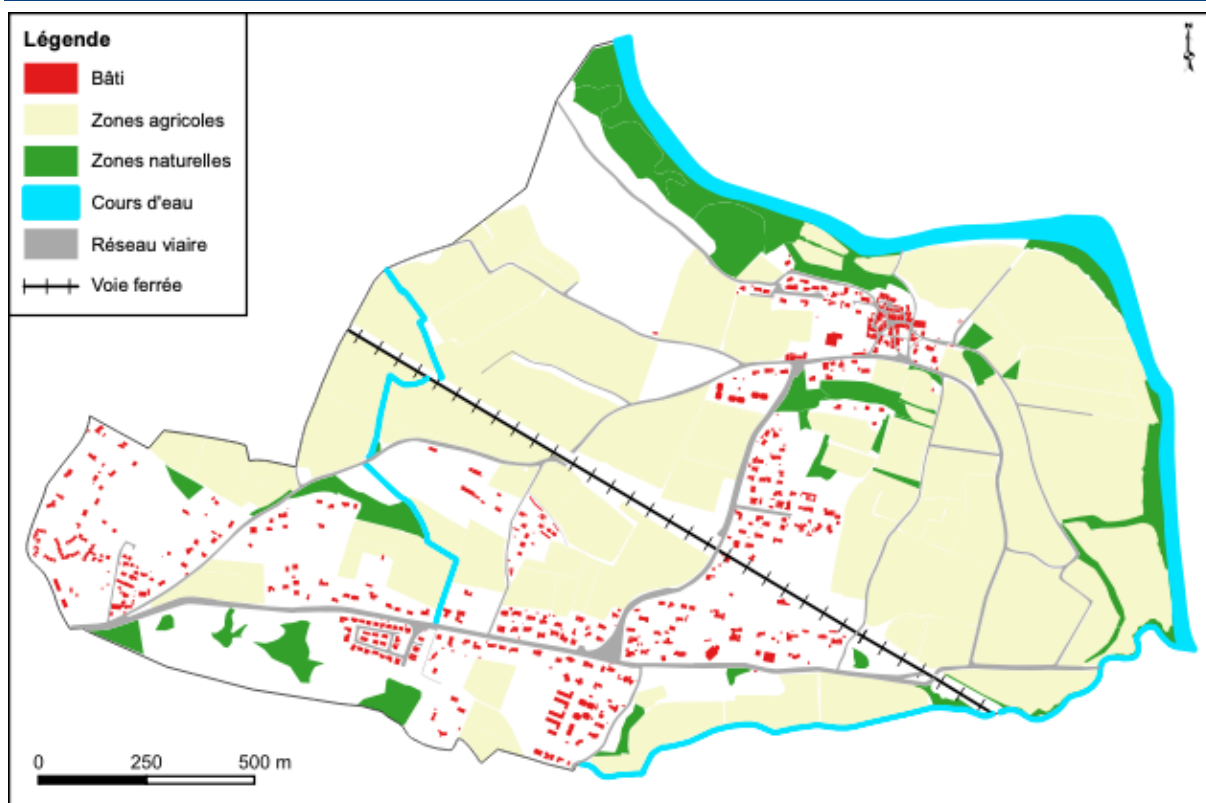 Légende
Bâti
Zones agricoles
Zones naturelles
Cours d'eau
Réseau viaire
Voie ferrée
N
0 250 500 m